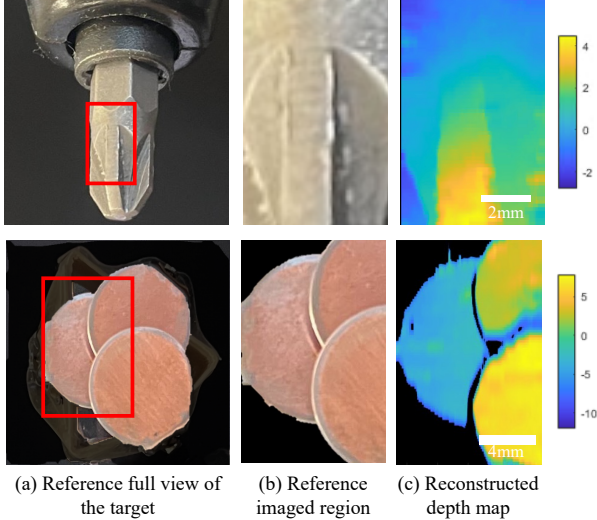 4
2
0
-2
2mm
5
0
-5
-10
4mm
(a) Reference full view of
the target
(b) Reference
imaged region
(c) Reconstructed
depth map